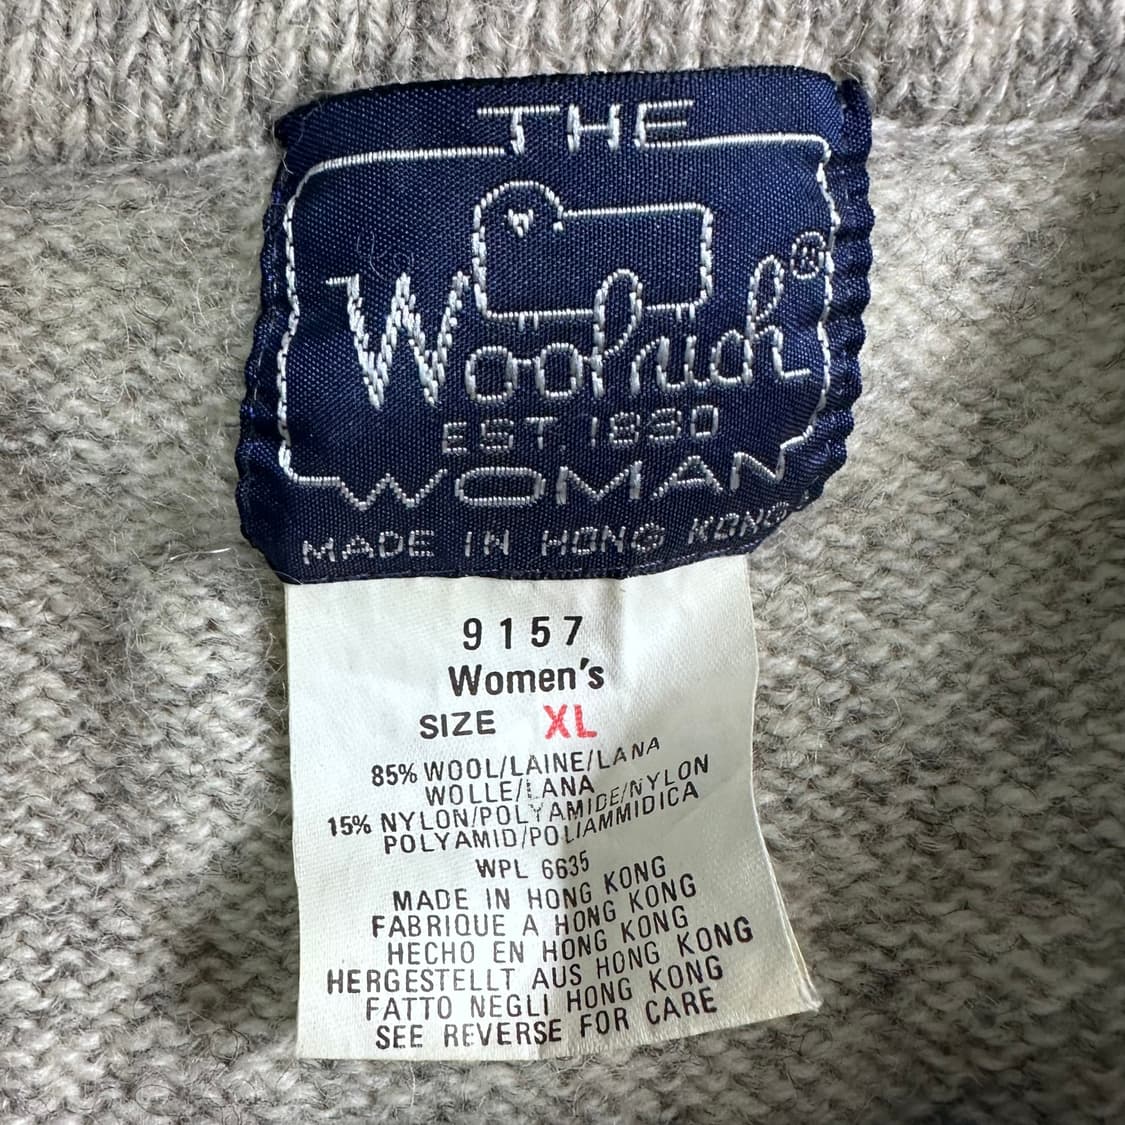 THE
Woolrich®
EST. 1830
WOMAN
MADE IN HONG KONG
9157
Women's
SIZE XL
85% WOOL/LAINE/LANA
WOLLE/LANA
15% NYLON/POLYAMIDE/NYLON
POLYAMID/POLIAMMIDICA
WPL 6635
MADE IN HONG KONG
FABRIQUE A HONG KONG
HECHO EN HONG KONG
HERGESTELLT AUS HONG KONG
FATTO NEGLI HONG KONG
SEE REVERSE FOR CARE